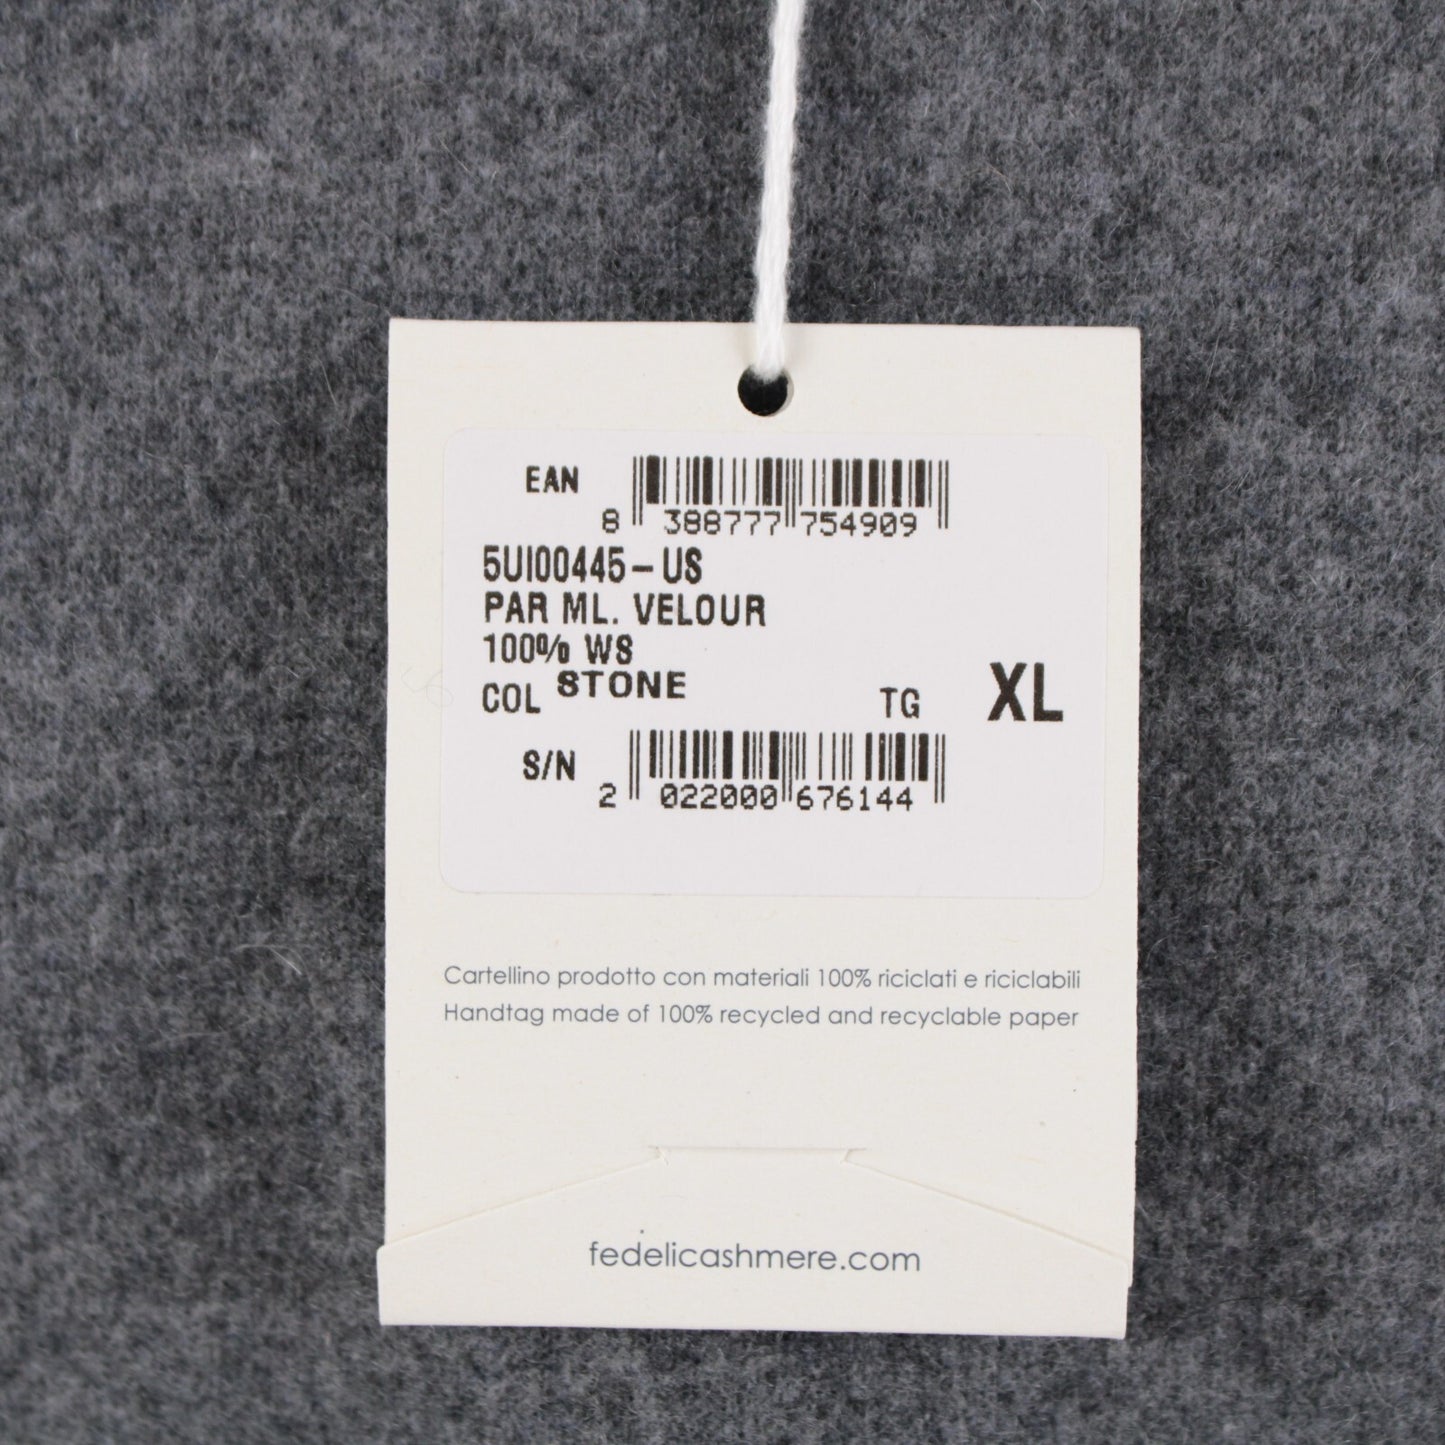 EAN
8 388777 754909
5UI00445-US
PAR ML. VELOUR
100% WS
COL STONE TG XL
S/N
2 022000 676144
Cartellino prodotto con materiali 100% riciclati e riciclabili
Handtag made of 100% recycled and recyclable paper
fedelicashmere.com